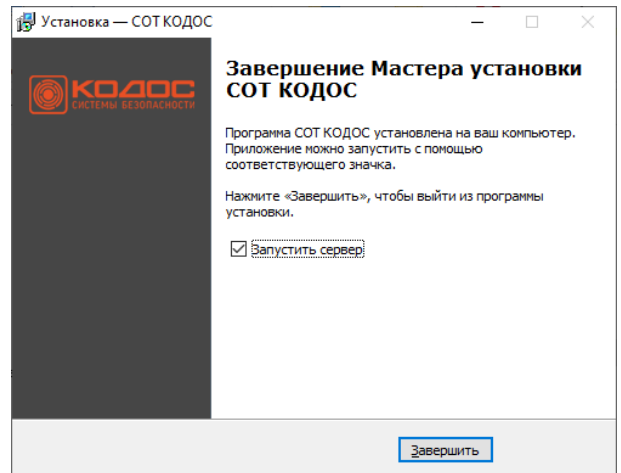 Установка — СОТ КОДОС
КОДОС
СИСТЕМЫ БЕЗОПАСНОСТИ
Завершение Мастера установки
СОТ КОДОС
Программа СОТ КОДОС установлена на ваш компьютер.
Приложение можно запустить с помощью
соответствующего значка.
Нажмите «Завершить», чтобы выйти из программы
установки.
Запустить сервер
Завершить